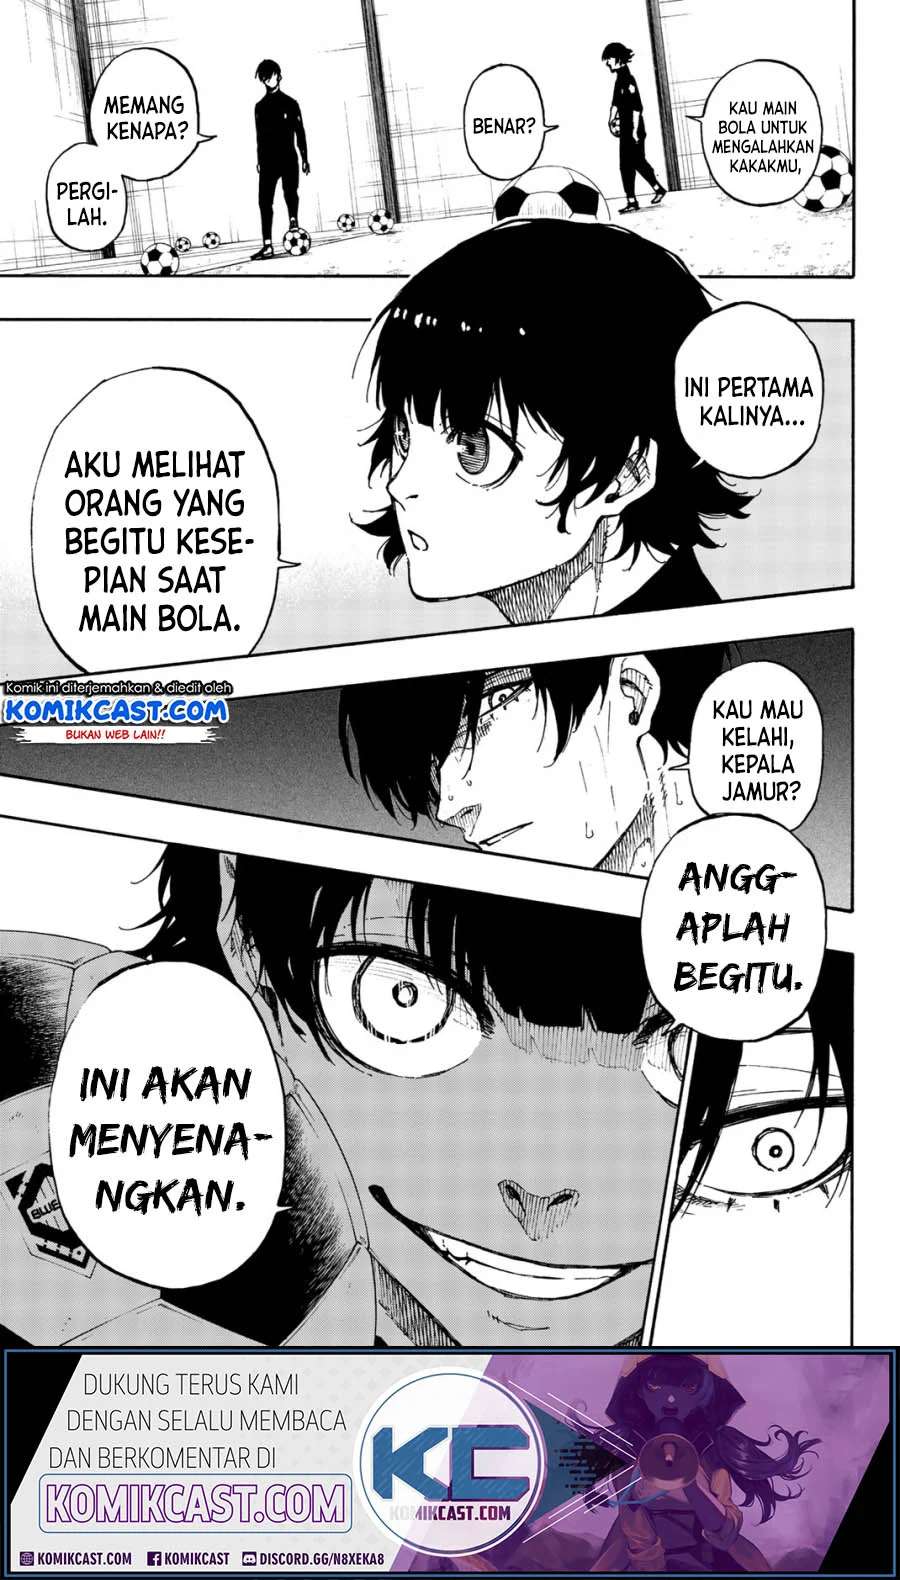 KAU MAIN
BOLA UNTUK
MENGALAHKAN
KAKAKMU,
BENAR?
MEMANG
KENAPA?
PERGI-
LAH.
INI PERTAMA
KALINYA...
AKU MELIHAT
ORANG YANG
BEGITU KESE-
PIAN SAAT
MAIN BOLA.
Komik ini diterjemahkan & diedit oleh
KOMIKCAST.COM
BUKAN WEB LAIN!!
KAU MAU
KELAHI,
KEPALA
JAMUR?
ANGG-
APLAH
BEGITU.
INI AKAN
MENYENA-
NGKAN.
BLUE
DUKUNG TERUS KAMI
DENGAN SELALU MEMBACA
DAN BERKOMENTAR DI
KOMIKCAST.COM
KC
KOMIKCAST.COM
KOMIKCAST.COM
KOMIKCAST
DISCORD.GG/N8XEKA8